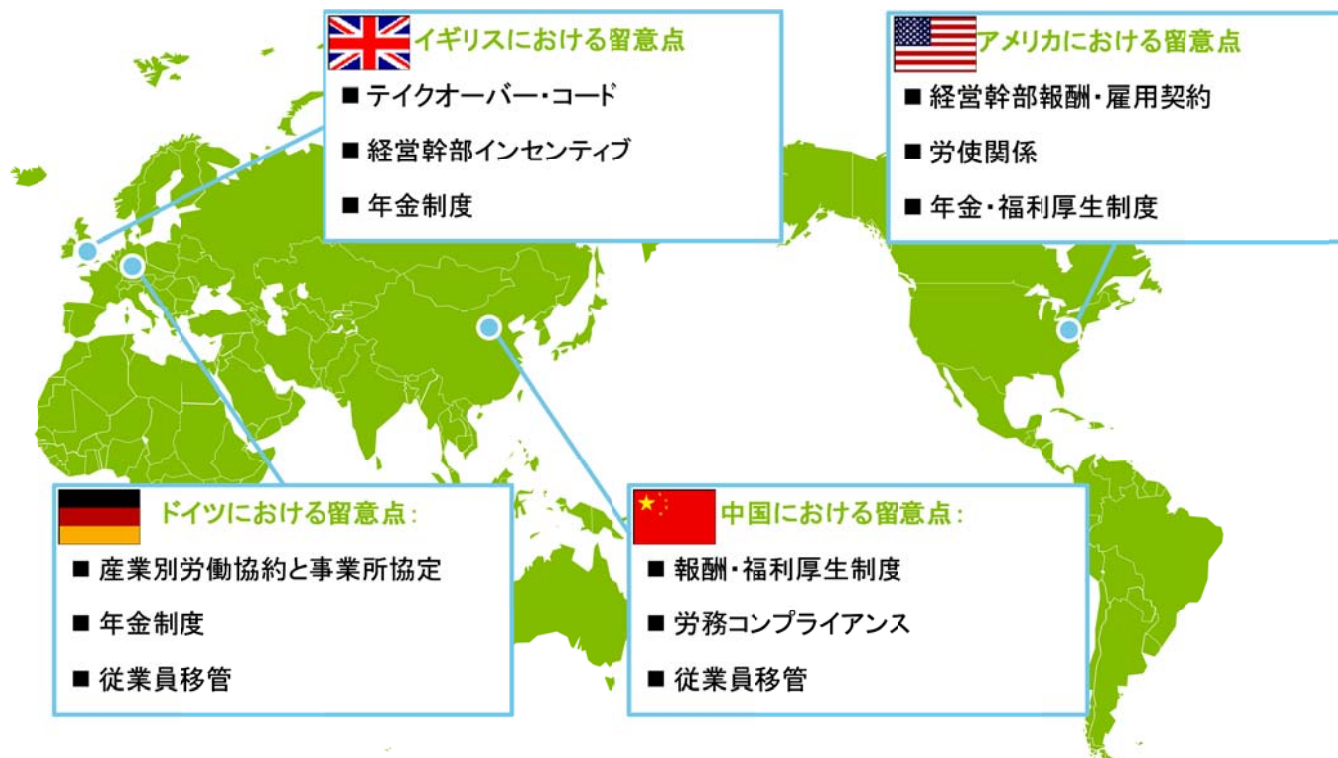 イギリスにおける留意点
■ テイクオーバー・コード
■ 経営幹部インセンティブ
■ 年金制度
アメリカにおける留意点
■ 経営幹部報酬・雇用契約
■ 労使関係
■ 年金・福利厚生制度
ドイツにおける留意点：
■ 産業別労働協約と事業所協定
■ 年金制度
■ 従業員移管
中国における留意点：
■ 報酬・福利厚生制度
■ 労務コンプライアンス
■ 従業員移管